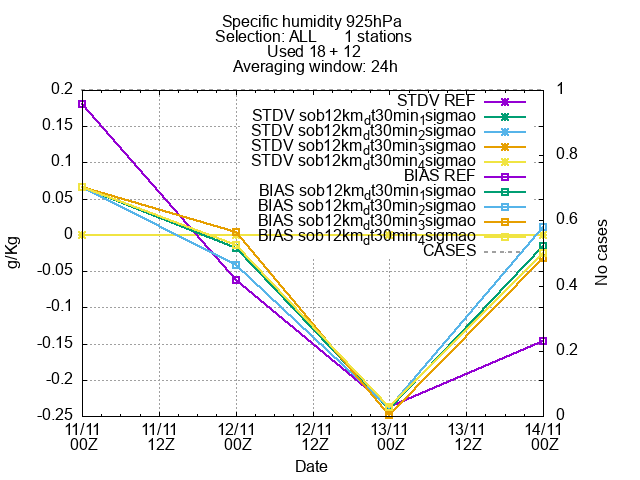 Specific humidity 925hPa
Selection: ALL 1 stations
Used 18 + 12
Averaging window: 24h
STDV REF
STDV sob12km_dt30min_1sigmao
STDV sob12km_dt30min_2sigmao
STDV sob12km_dt30min_3sigmao
STDV sob12km_dt30min_4sigmao
BIAS REF
BIAS sob12km_dt30min_1sigmao
BIAS sob12km_dt30min_2sigmao
BIAS sob12km_dt30min_3sigmao
BIAS sob12km_dt30min_4sigmao
CASES
0.2
0.15
0.1
0.05
0
-0.05
-0.1
-0.15
-0.2
-0.25
g/Kg
1
0.8
0.6
0.4
0.2
0
No cases
11/11 00Z
11/11 12Z
12/11 00Z
12/11 12Z
13/11 00Z
13/11 12Z
14/11 00Z
Date